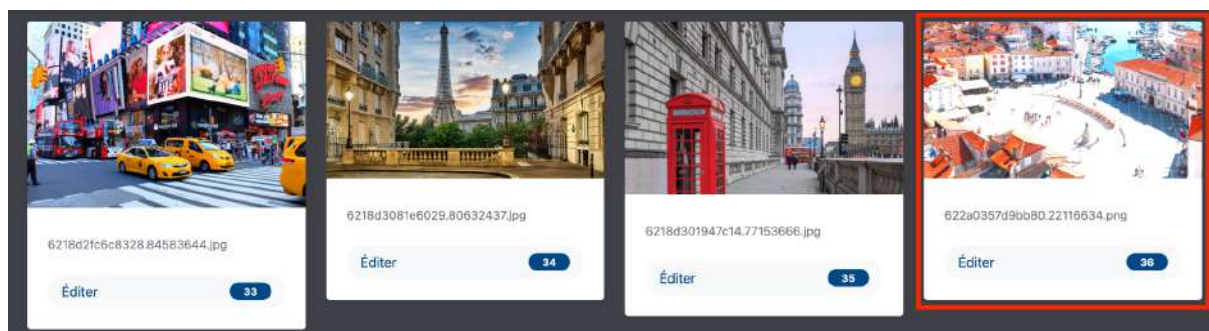 6218d2fc6c8328.84583644.jpg
Éditer 33
6218d3081e6029.80632437.jpg
Éditer 34
6218d301947c14.77153666.jpg
Éditer 35
622a0357d9bb80.22116634.png
Éditer 36